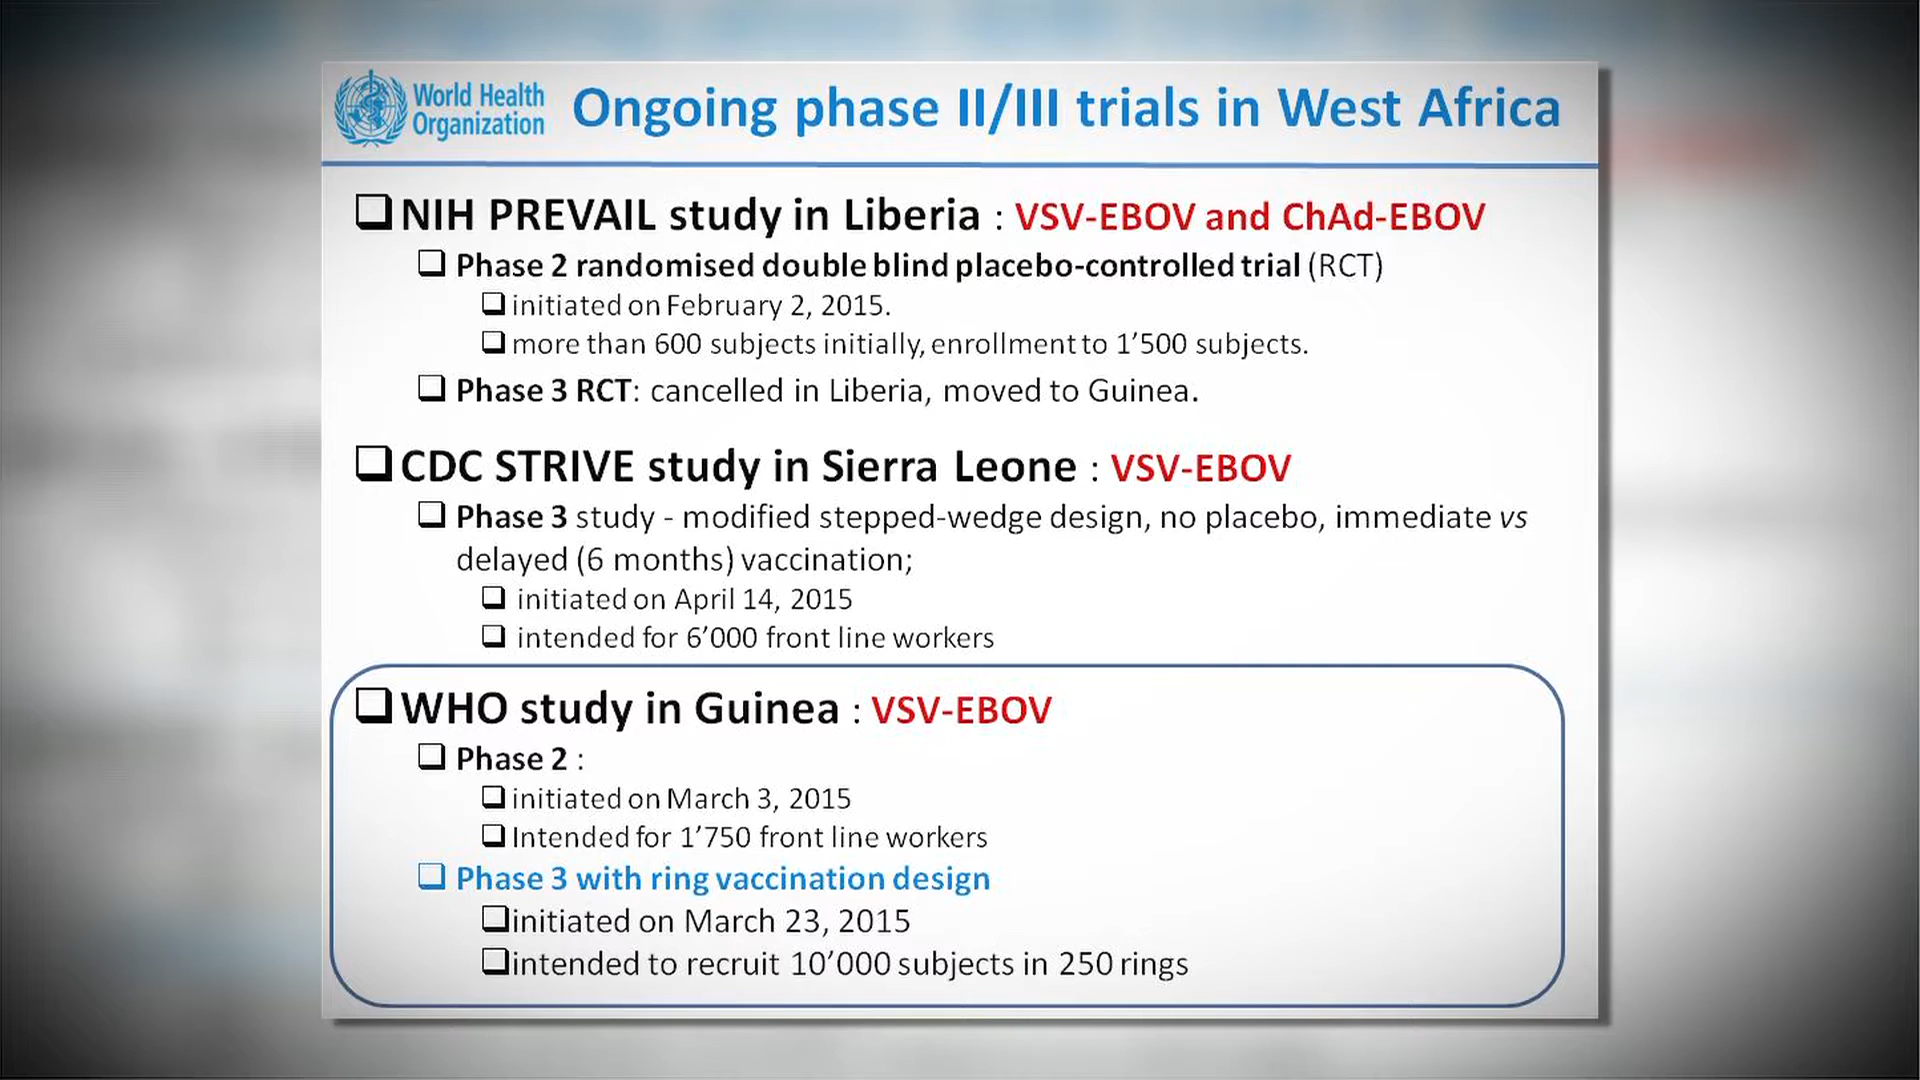 World Health
Organization
Ongoing phase II/III trials in West Africa
NIH PREVAIL study in Liberia : VSV-EBOV and ChAd-EBOV
Phase 2 randomised double blind placebo-controlled trial (RCT)
initiated on February 2, 2015.
more than 600 subjects initially, enrollment to 1’500 subjects.
Phase 3 RCT: cancelled in Liberia, moved to Guinea.
CDC STRIVE study in Sierra Leone : VSV-EBOV
Phase 3 study - modified stepped-wedge design, no placebo, immediate vs
delayed (6 months) vaccination;
initiated on April 14, 2015
intended for 6’000 front line workers
WHO study in Guinea : VSV-EBOV
Phase 2 :
initiated on March 3, 2015
Intended for 1’750 front line workers
Phase 3 with ring vaccination design
initiated on March 23, 2015
intended to recruit 10’000 subjects in 250 rings